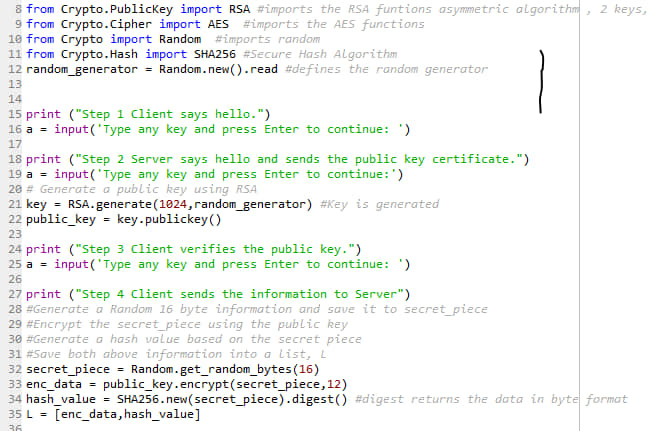 8 from Crypto.PublicKey import RSA #imports the RSA funtions asymmetric algorithm , 2 keys,
9 from Crypto.Cipher import AES  #imports the AES functions
10 from Crypto import Random  #imports random
11 from Crypto.Hash import SHA256 #Secure Hash Algorithm
12 random_generator = Random.new().read #defines the random generator
13
14
15 print ("Step 1 Client says hello.")
16 a = input('Type any key and press Enter to continue: ')
17
18 print ("Step 2 Server says hello and sends the public key certificate.")
19 a = input('Type any key and press Enter to continue:')
20 # Generate a public key using RSA
21 key = RSA.generate(1024,random_generator) #Key is generated
22 public_key = key.publickey()
23
24 print ("Step 3 Client verifies the public key.")
25 a = input('Type any key and press Enter to continue: ')
26
27 print ("Step 4 Client sends the information to Server")
28 #Generate a Random 16 byte information and save it to secret_piece
29 #Encrypt the secret_piece using the public key
30 #Generate a hash value based on the secret piece
31 #Save both above information into a list, L
32 secret_piece = Random.get_random_bytes(16)
33 enc_data = public_key.encrypt(secret_piece,12)
34 hash_value = SHA256.new(secret_piece).digest() #digest returns the data in byte format
35 L = [enc_data,hash_value]
36